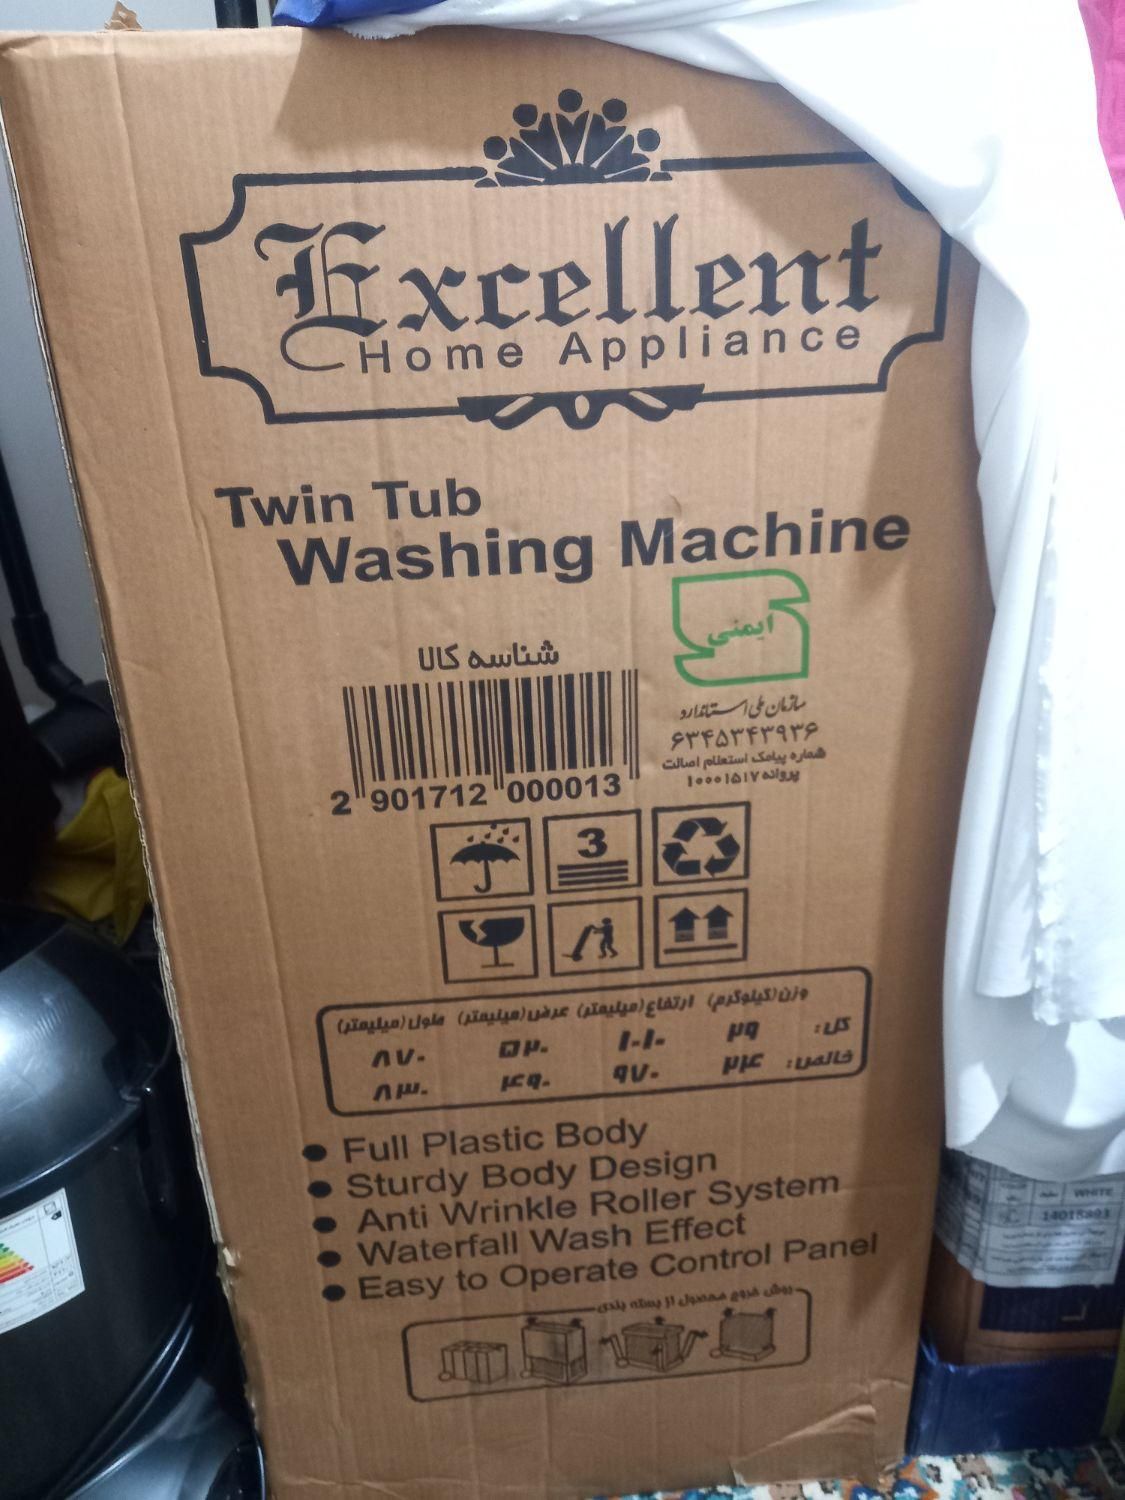 Excellent
Home Appliance
Twin Tub
Washing Machine
ایمنی
شناسه کالا
سازمان ملی استاندارد
۶۳۴۵۳۴۳۹۳۶
شماره پیامک استعلام اصالت
پروانه ۱۰۰۰۱۵۱۷
2 901712 000013
3
وزن (کیلوگرم) ارتفاع (میلیمتر) عرض (میلیمتر) طول (میلیمتر)
کل: ۲۹ ۱۰۱۰ ۵۲۰ ۸۷۰
خالص: ۲۴ ۹۷۰ ۴۹۰ ۸۳۰
Full Plastic Body
Sturdy Body Design
Anti Wrinkle Roller System
Waterfall Wash Effect
Easy to Operate Control Panel
روش خروج محصول از بسته بندی
WHITE
14015893